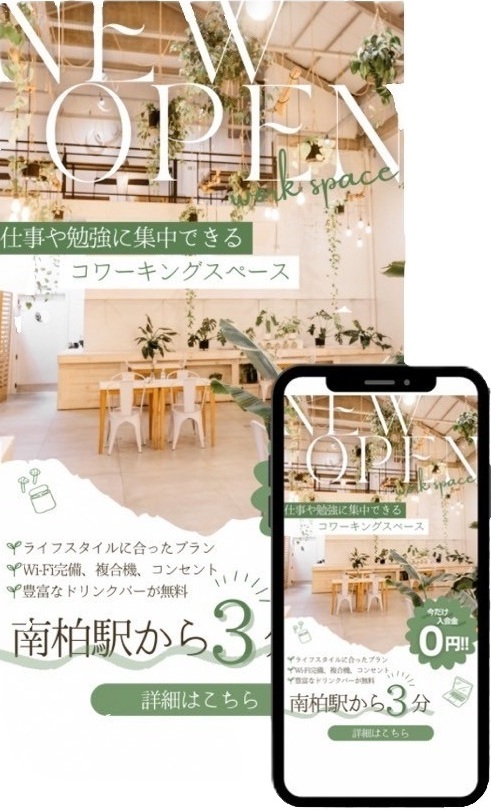 NEW
OPEN
work space
仕事や勉強に集中できる
コワーキングスペース
ライフスタイルに合ったプラン
Wi-Fi完備、複合機、コンセント
豊富なドリンクバーが無料
南柏駅から3分
詳細はこちら
NEW
OPEN
work space
仕事や勉強に集中できる
コワーキングスペース
今だけ
入会金
0円!!
ライフスタイルに合ったプラン
Wi-Fi完備、複合機、コンセント
豊富なドリンクバーが無料
南柏駅から3分
詳細はこちら